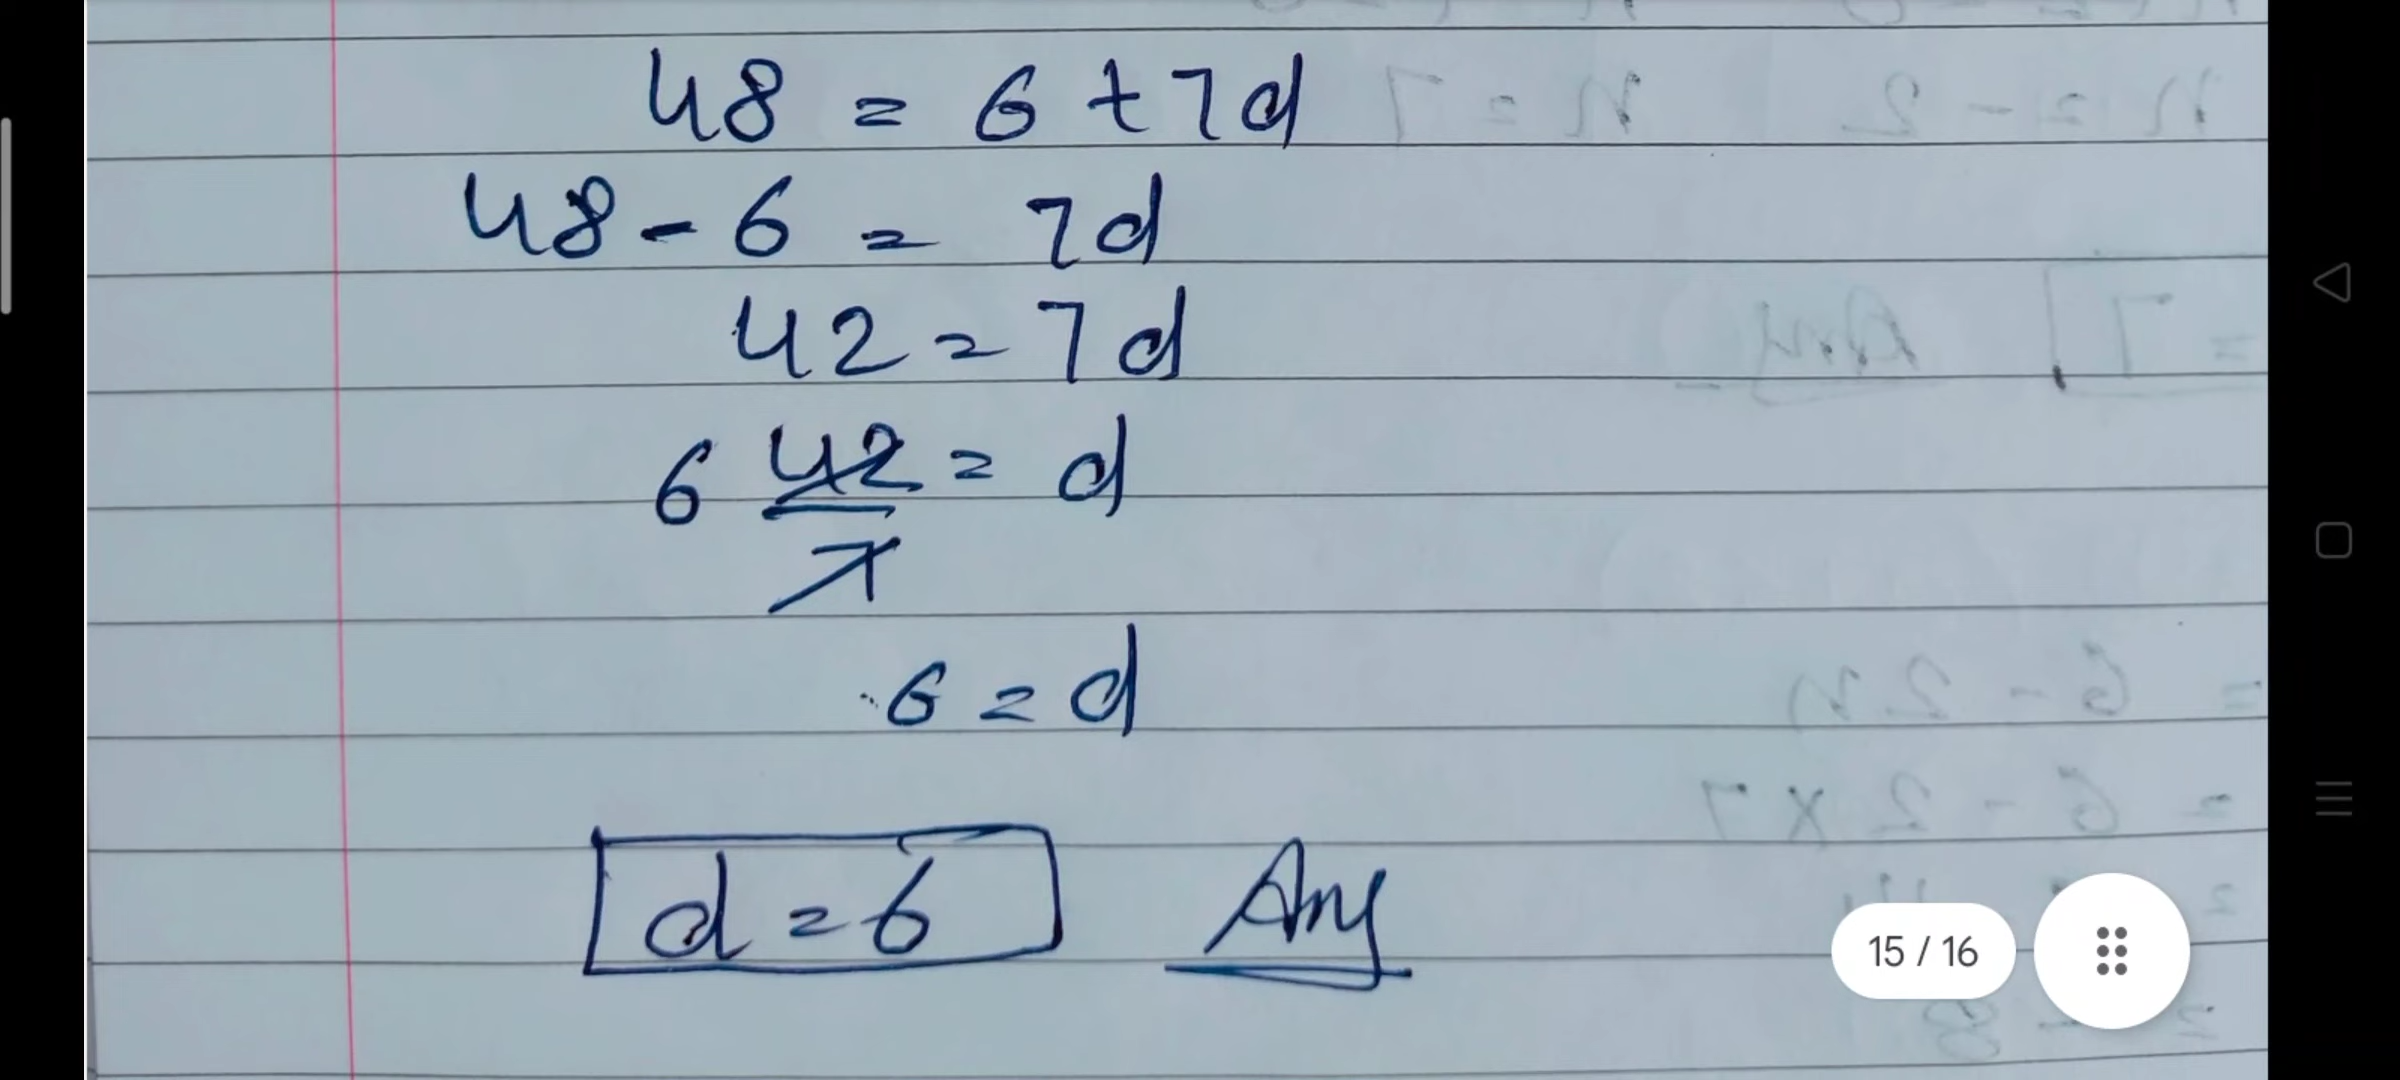 48 = 6 + 7d
48 - 6 = 7d
42 = 7d
6 42/7 = d
6 = d
d = 6 Ans
15 / 16